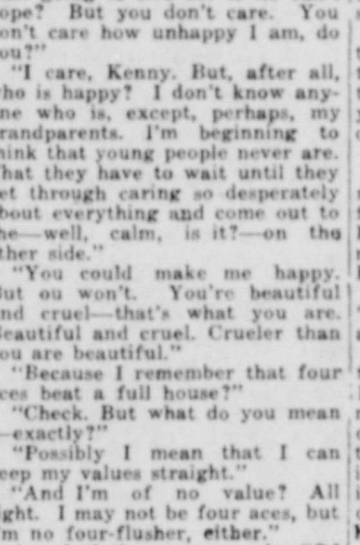 ope? But you don't care. You
on't care how unhappy I am, do
ou?"
"I care, Kenny. But, after all,
ho is happy? I don't know any-
ne who is, except, perhaps, my
randparents. I'm beginning to
hink that young people never are.
hat they have to wait until they
et through caring so desperately
bout everything and come out to
he—well, calm, is it?—on the
ther side."
"You could make me happy.
But ou won't. You're beautiful
nd cruel—that's what you are.
Beautiful and cruel. Crueler than
ou are beautiful."
"Because I remember that four
ces beat a full house?"
"Check. But what do you mean
—exactly?"
"Possibly I mean that I can
eep my values straight."
"And I'm of no value? All
ight. I may not be four aces, but
'm no four-flusher, either."